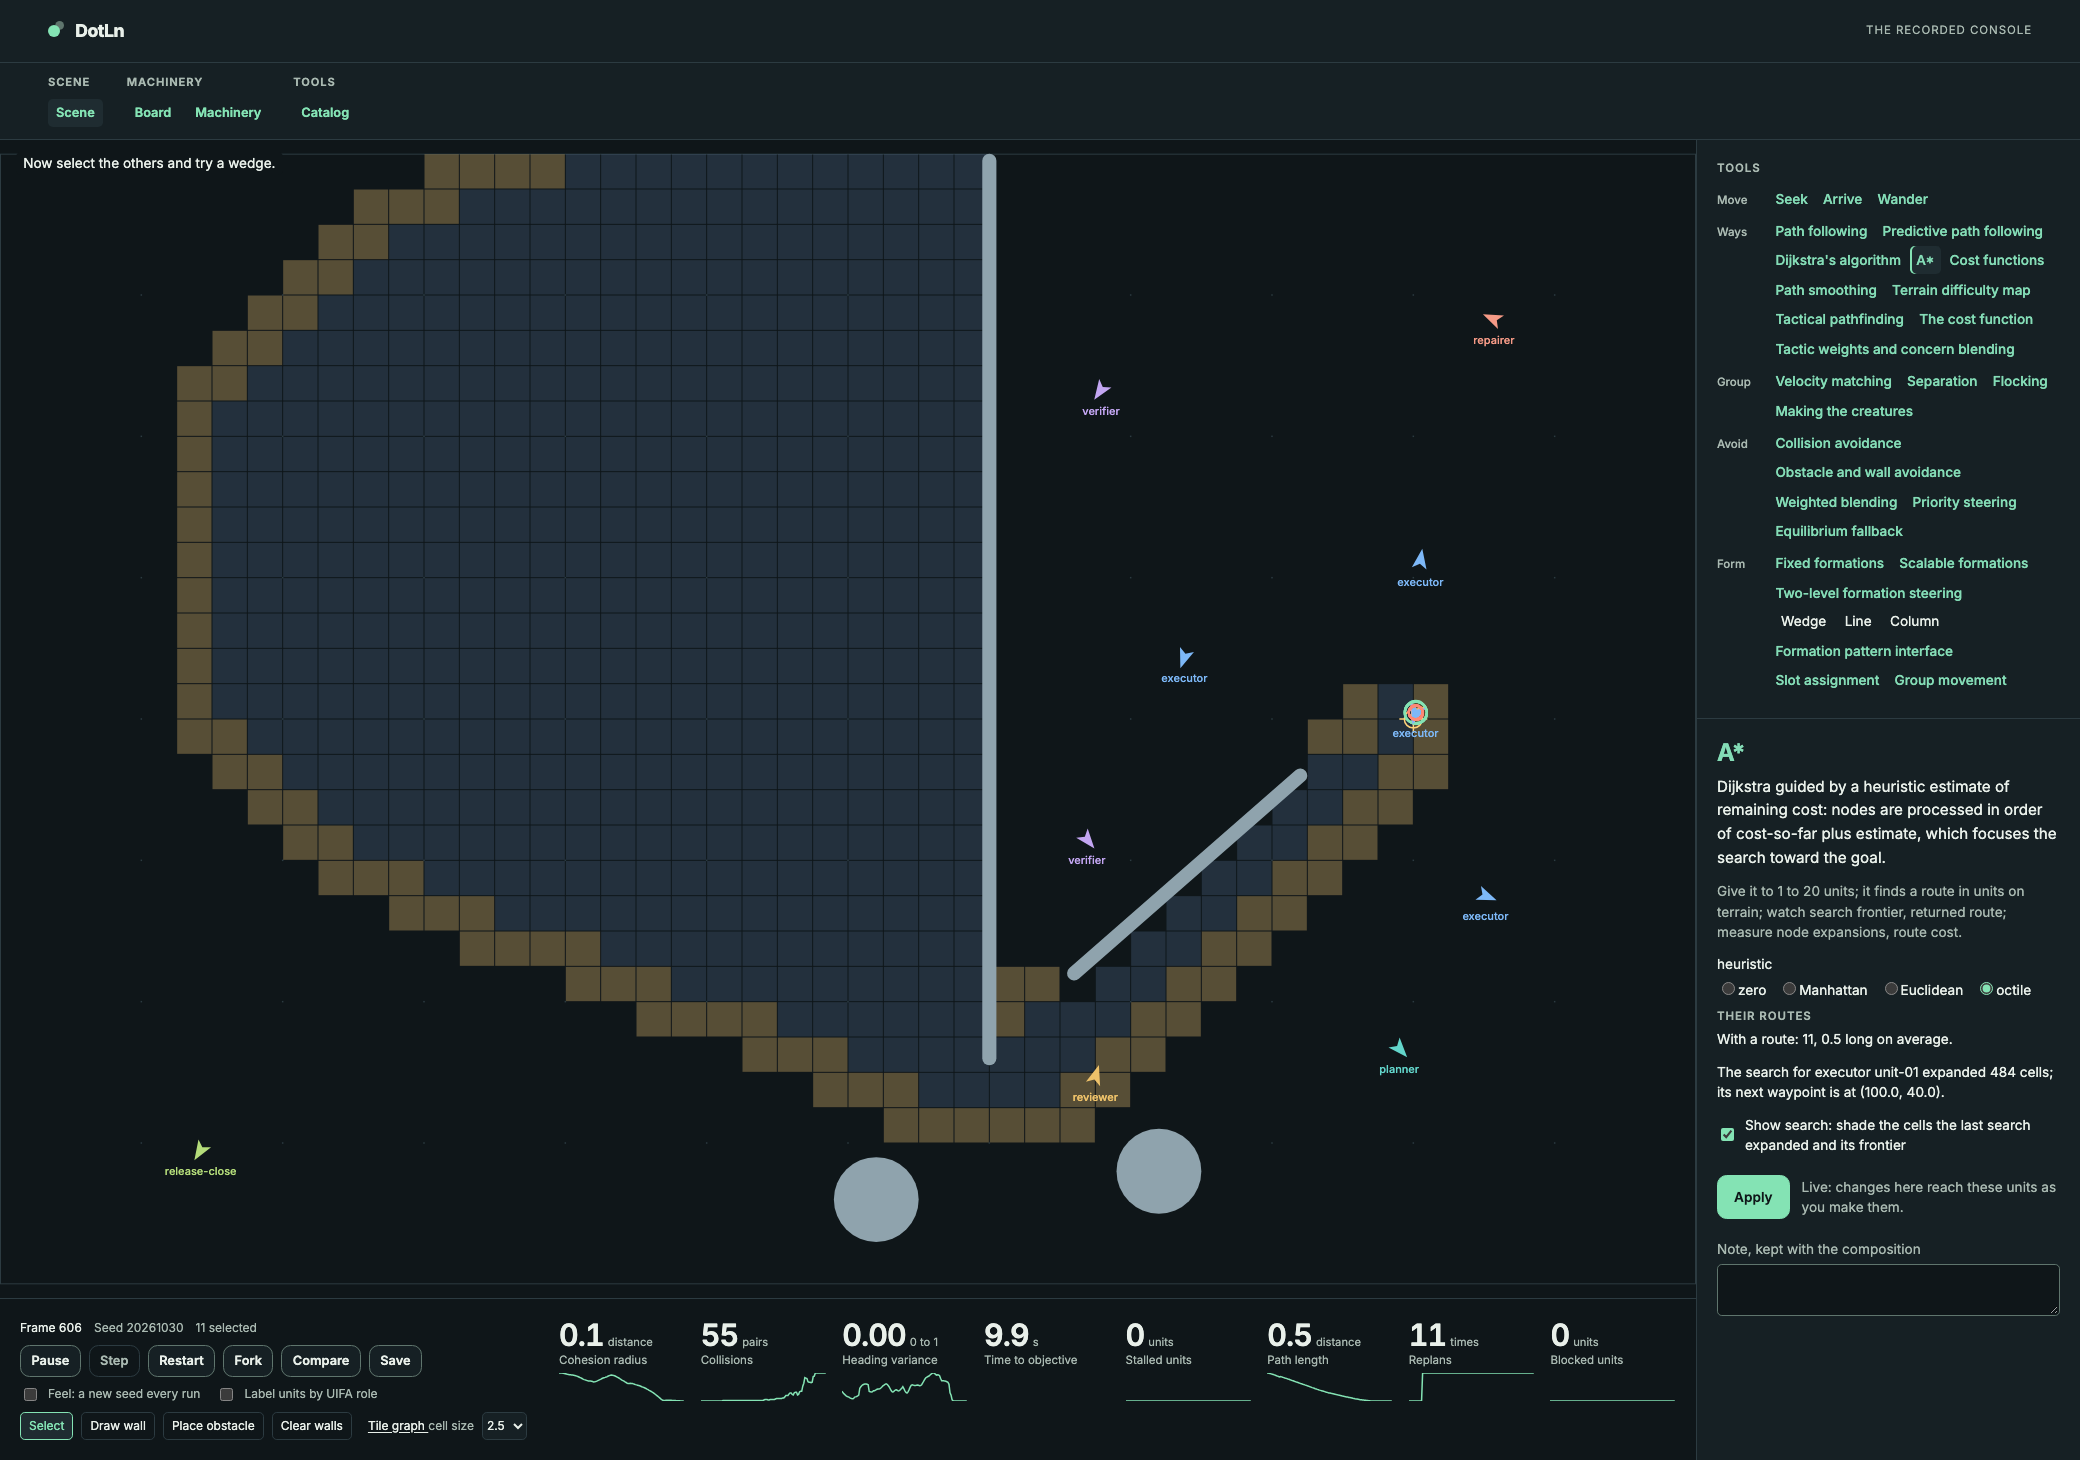 DotLn
THE RECORDED CONSOLE
SCENE
MACHINERY
TOOLS
Scene
Board
Machinery
Catalog
Now select the others and try a wedge.
repairer
verifier
executor
executor
executor
verifier
executor
planner
reviewer
release-close
TOOLS
Move Seek Arrive Wander
Ways Path following Predictive path following
Dijkstra's algorithm A* Cost functions
Path smoothing Terrain difficulty map
Tactical pathfinding The cost function
Tactic weights and concern blending
Group Velocity matching Separation Flocking
Making the creatures
Avoid Collision avoidance
Obstacle and wall avoidance
Weighted blending Priority steering
Equilibrium fallback
Form Fixed formations Scalable formations
Two-level formation steering
Wedge Line Column
Formation pattern interface
Slot assignment Group movement
A*
Dijkstra guided by a heuristic estimate of
remaining cost: nodes are processed in order
of cost-so-far plus estimate, which focuses the
search toward the goal.
Give it to 1 to 20 units; it finds a route in units on
terrain; watch search frontier, returned route;
measure node expansions, route cost.
heuristic
zero Manhattan Euclidean octile
THEIR ROUTES
With a route: 11, 0.5 long on average.
The search for executor unit-01 expanded 484 cells;
its next waypoint is at (100.0, 40.0).
Show search: shade the cells the last search
expanded and its frontier
Apply
Live: changes here reach these units as
you make them.
Note, kept with the composition
Frame 606 Seed 20261030 11 selected
Pause Step Restart Fork Compare Save
Feel: a new seed every run Label units by UIFA role
Select Draw wall Place obstacle Clear walls Tile graph cell size 2.5
0.1 distance
Cohesion radius
55 pairs
Collisions
0.00 0 to 1
Heading variance
9.9 s
Time to objective
0 units
Stalled units
0.5 distance
Path length
11 times
Replans
0 units
Blocked units